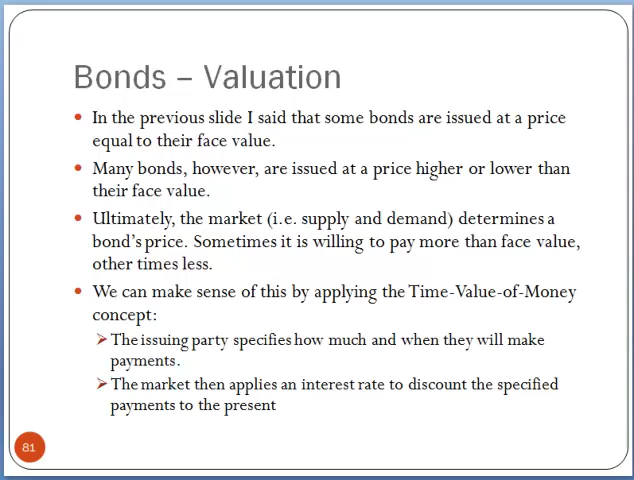 Bonds – Valuation
In the previous slide I said that some bonds are issued at a price
equal to their face value.
Many bonds, however, are issued at a price higher or lower than
their face value.
Ultimately, the market (i.e. supply and demand) determines a
bond's price. Sometimes it is willing to pay more than face value,
other times less.
We can make sense of this by applying the Time-Value-of-Money
concept:
The issuing party specifies how much and when they will make
payments.
The market then applies an interest rate to discount the specified
payments to the present
81